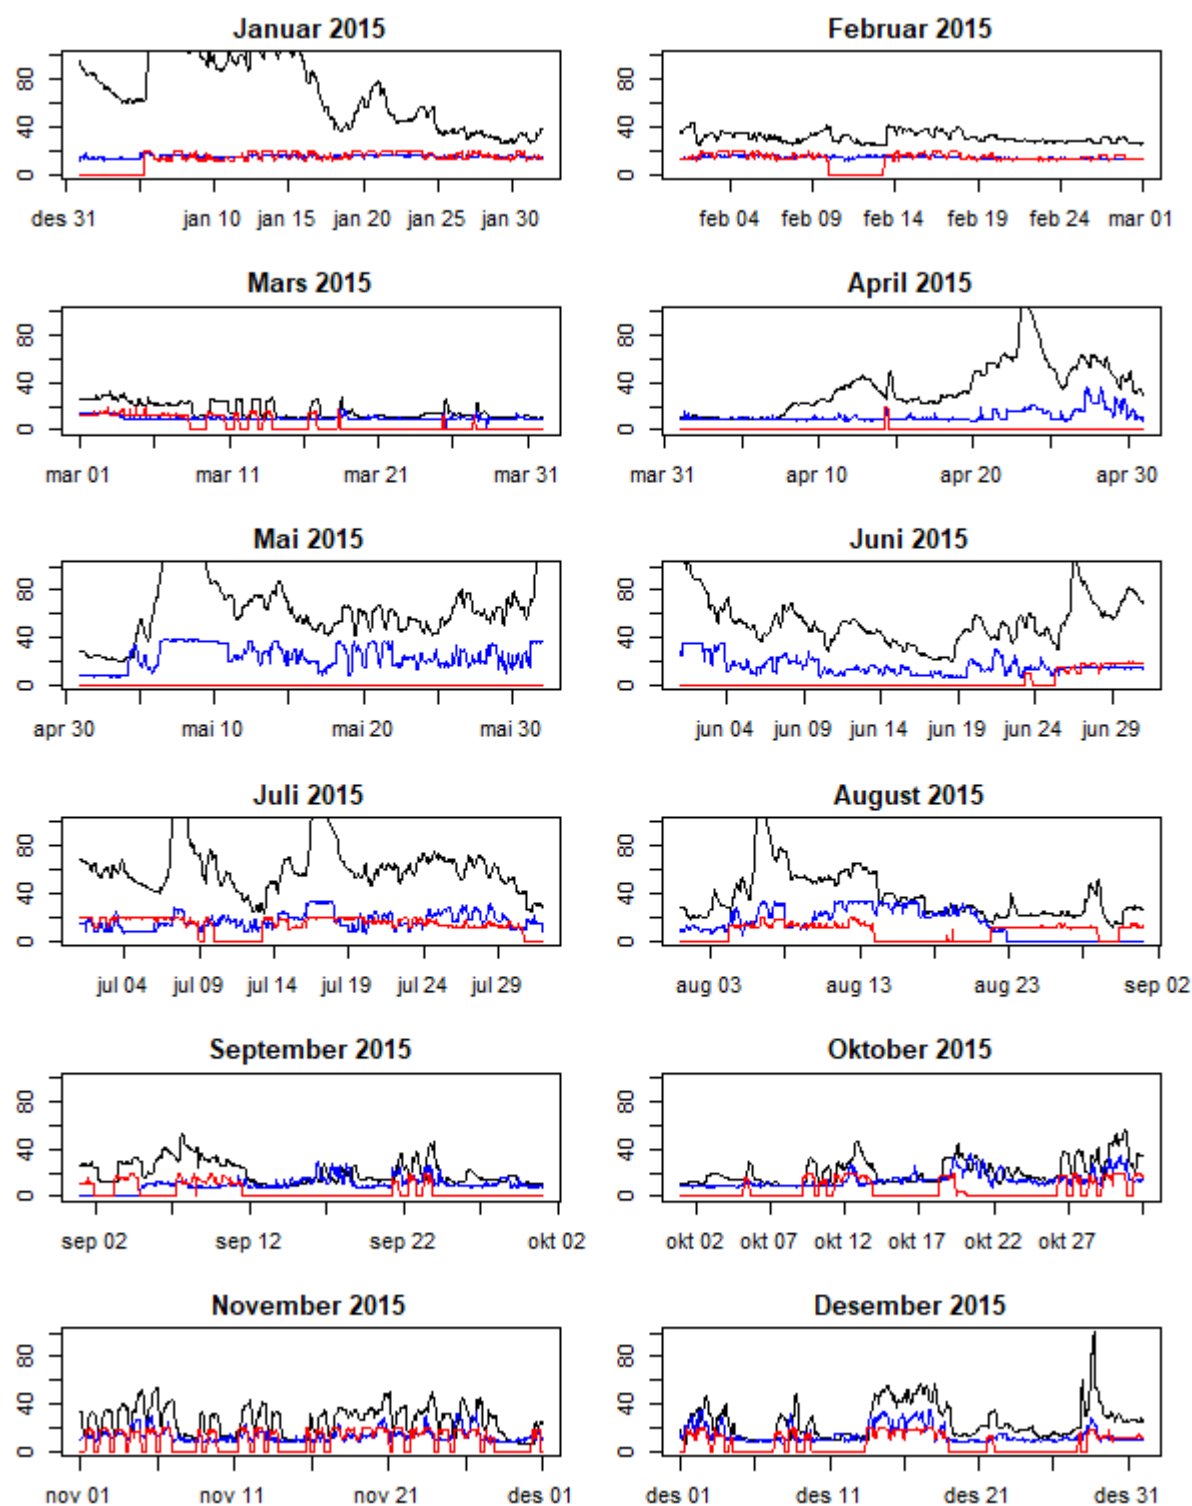 Januar 2015
0 40 80
des 31 jan 10 jan 15 jan 20 jan 25 jan 30
Februar 2015
0 40 80
feb 04 feb 09 feb 14 feb 19 feb 24 mar 01
Mars 2015
0 40 80
mar 01 mar 11 mar 21 mar 31
April 2015
0 40 80
mar 31 apr 10 apr 20 apr 30
Mai 2015
0 40 80
apr 30 mai 10 mai 20 mai 30
Juni 2015
0 40 80
jun 04 jun 09 jun 14 jun 19 jun 24 jun 29
Juli 2015
0 40 80
jul 04 jul 09 jul 14 jul 19 jul 24 jul 29
August 2015
0 40 80
aug 03 aug 13 aug 23 sep 02
September 2015
0 40 80
sep 02 sep 12 sep 22 okt 02
Oktober 2015
0 40 80
okt 02 okt 07 okt 12 okt 17 okt 22 okt 27
November 2015
0 40 80
nov 01 nov 11 nov 21 des 01
Desember 2015
0 40 80
des 01 des 11 des 21 des 31